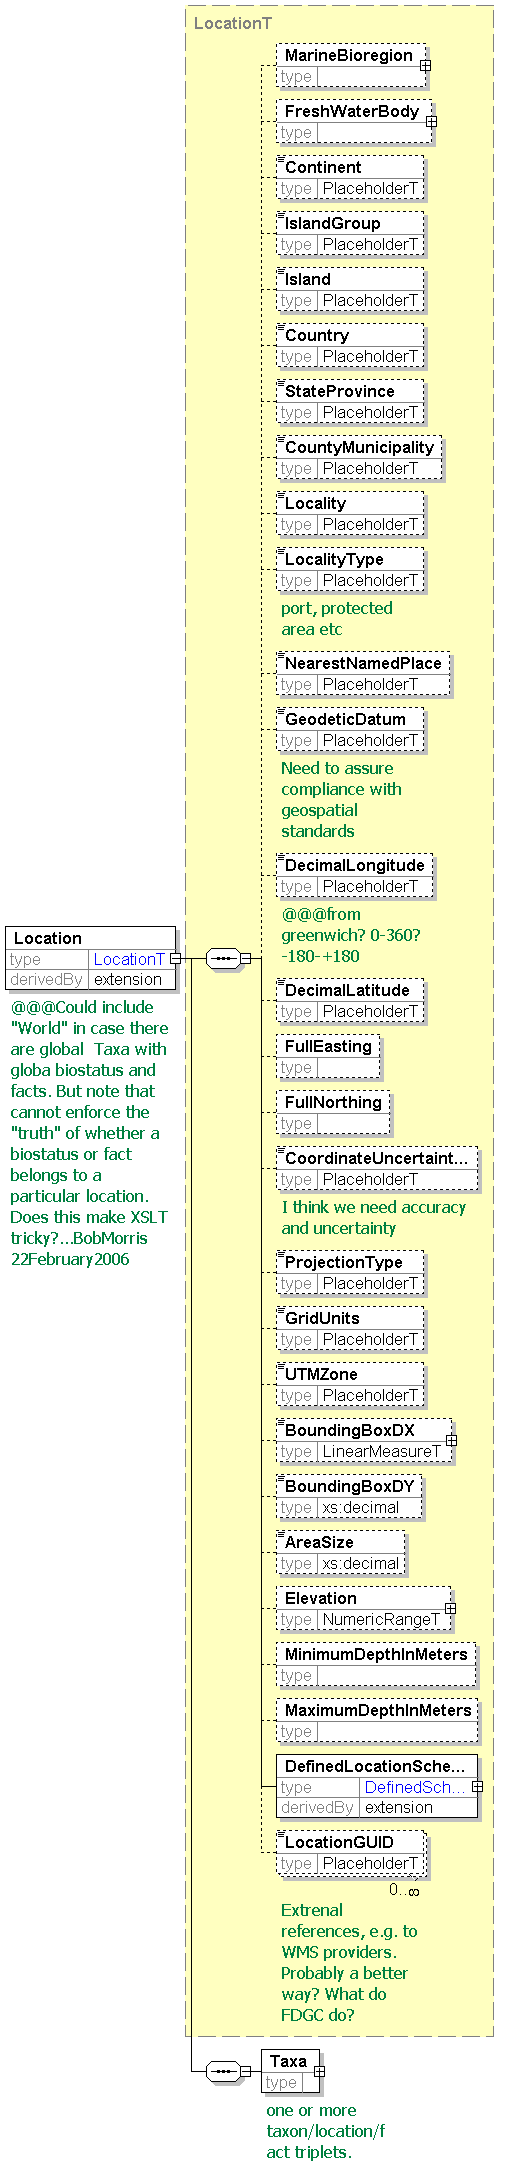 LocationT
MarineBioregion
type
FreshWaterBody
type
Continent
type PlaceholderT
IslandGroup
type PlaceholderT
Island
type PlaceholderT
Country
type PlaceholderT
StateProvince
type PlaceholderT
CountyMunicipality
type PlaceholderT
Locality
type PlaceholderT
LocalityType
type PlaceholderT
port, protected
area etc
NearestNamedPlace
type PlaceholderT
GeodeticDatum
type PlaceholderT
Need to assure
compliance with
geospatial
standards
DecimalLongitude
type PlaceholderT
@@@from
greenwich? 0-360?
-180-+180
Location
type LocationT
derivedBy extension
@@@Could include
"World" in case there
are global Taxa with
globa biostatus and
facts. But note that
cannot enforce the
"truth" of whether a
biostatus or fact
belongs to a
particular location.
Does this make XSLT
tricky?...BobMorris
22February2006
DecimalLatitude
type PlaceholderT
FullEasting
type
FullNorthing
type
CoordinateUncertaint...
type PlaceholderT
I think we need accuracy
and uncertainty
ProjectionType
type PlaceholderT
GridUnits
type PlaceholderT
UTMZone
type PlaceholderT
BoundingBoxDX
type LinearMeasureT
BoundingBoxDY
type xs:decimal
AreaSize
type xs:decimal
Elevation
type NumericRangeT
MinimumDepthInMeters
type
MaximumDepthInMeters
type
DefinedLocationSche...
type DefinedSch...
derivedBy extension
LocationGUID
type PlaceholderT
0..∞
Extrenal
references, e.g. to
WMS providers.
Probably a better
way? What do
FDGC do?
Taxa
type
one or more
taxon/location/f
act triplets.